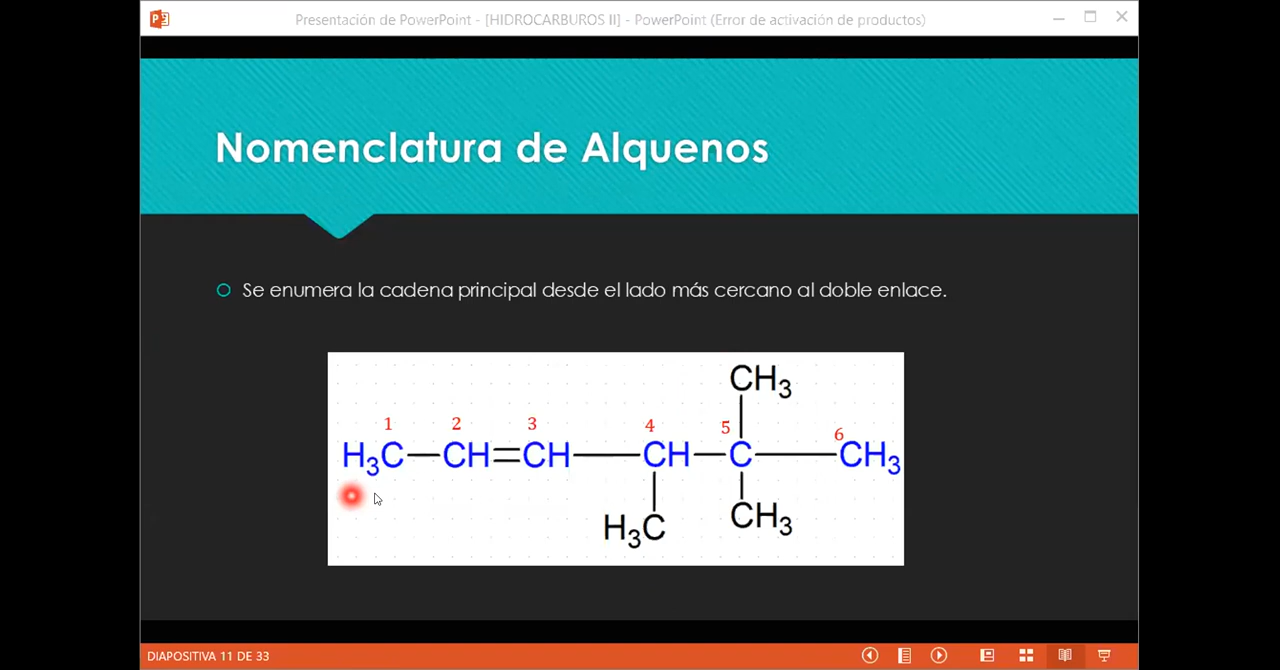 Presentación de PowerPoint - [HIDROCARBUROS II] - PowerPoint (Error de activación de productos)
Nomenclatura de Alquenos
Se enumera la cadena principal desde el lado más cercano al doble enlace.
CH3
1 2 3 4 5 6
H3C CH CH CH C CH3
H3C CH3
DIAPOSITIVA 11 DE 33